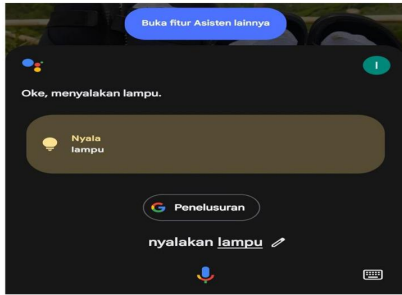 Buka fitur Asisten lainnya
I
Oke, menyalakan lampu.
Nyala
lampu
G Penelusuran
nyalakan lampu